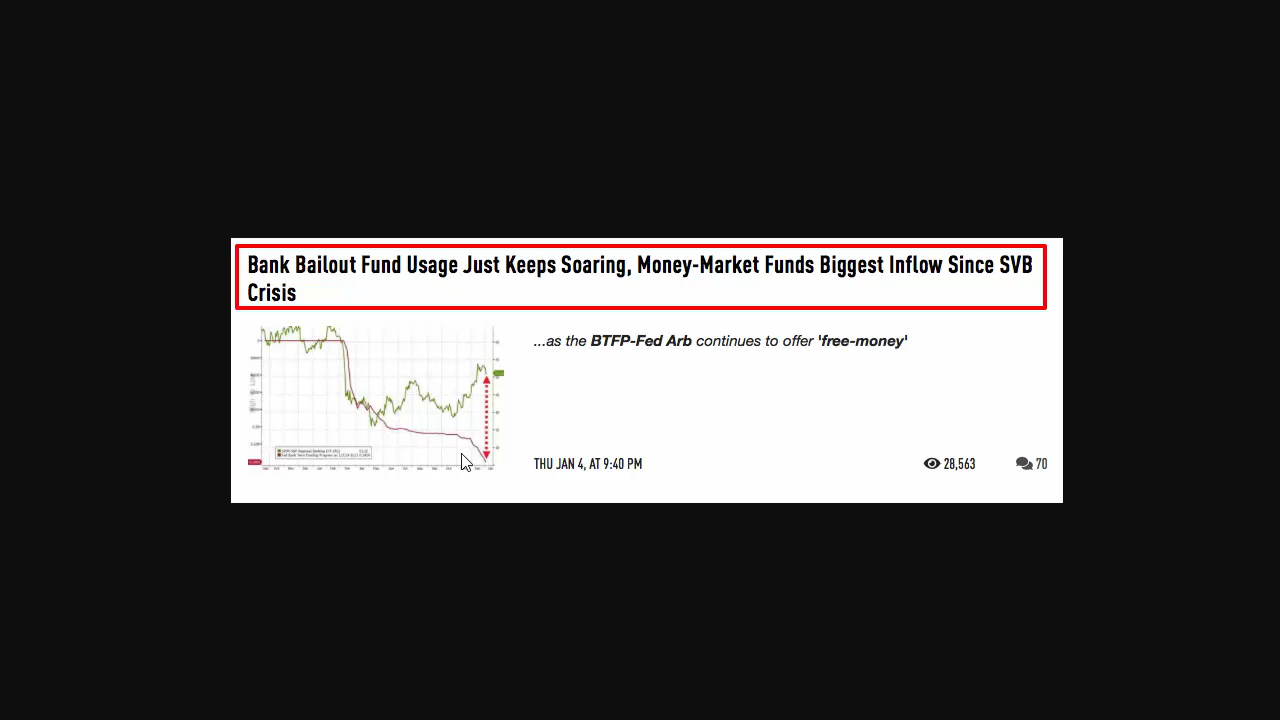 Bank Bailout Fund Usage Just Keeps Soaring, Money-Market Funds Biggest Inflow Since SVB
Crisis
...as the BTFP-Fed Arb continues to offer 'free-money'
THU JAN 4, AT 9:40 PM
28,563
70